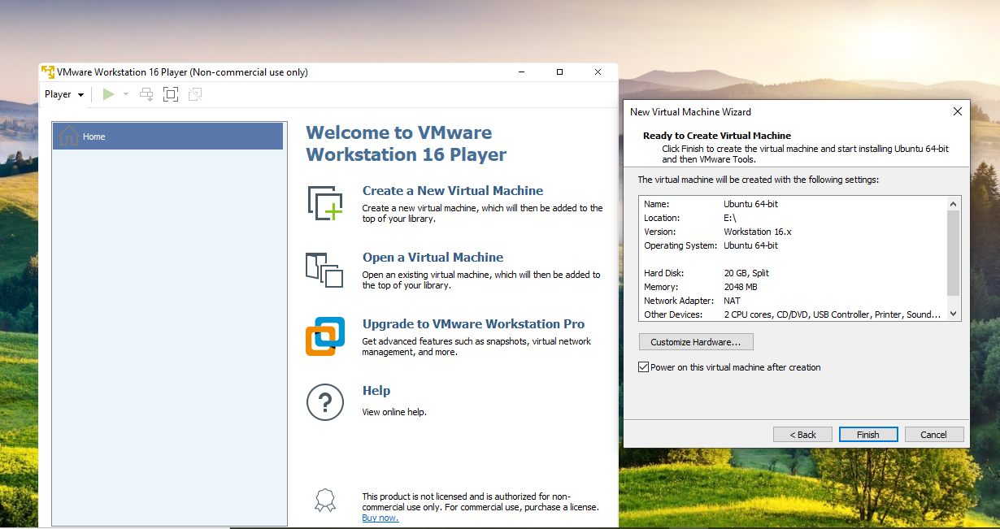 VMware Workstation 16 Player (Non-commercial use only)
Player
Home
Welcome to VMware
Workstation 16 Player
Create a New Virtual Machine
Create a new virtual machine, which will then be added to the
top of your library.
Open a Virtual Machine
Open an existing virtual machine, which will then be added to
the top of your library.
Upgrade to VMware Workstation Pro
Get advanced features such as snapshots, virtual network
management, and more.
?
Help
View online help.
This product is not licensed and is authorized for non-
commercial use only. For commercial use, purchase a license.
Buy now.
New Virtual Machine Wizard
Ready to Create Virtual Machine
Click Finish to create the virtual machine and start installing Ubuntu 64-bit
and then VMware Tools.
The virtual machine will be created with the following settings:
Name: Ubuntu 64-bit
Location: E:\
Version: Workstation 16.x
Operating System: Ubuntu 64-bit
Hard Disk: 20 GB, Split
Memory: 2048 MB
Network Adapter: NAT
Other Devices: 2 CPU cores, CD/DVD, USB Controller, Printer, Sound...
Customize Hardware...
Power on this virtual machine after creation
< Back
Finish
Cancel